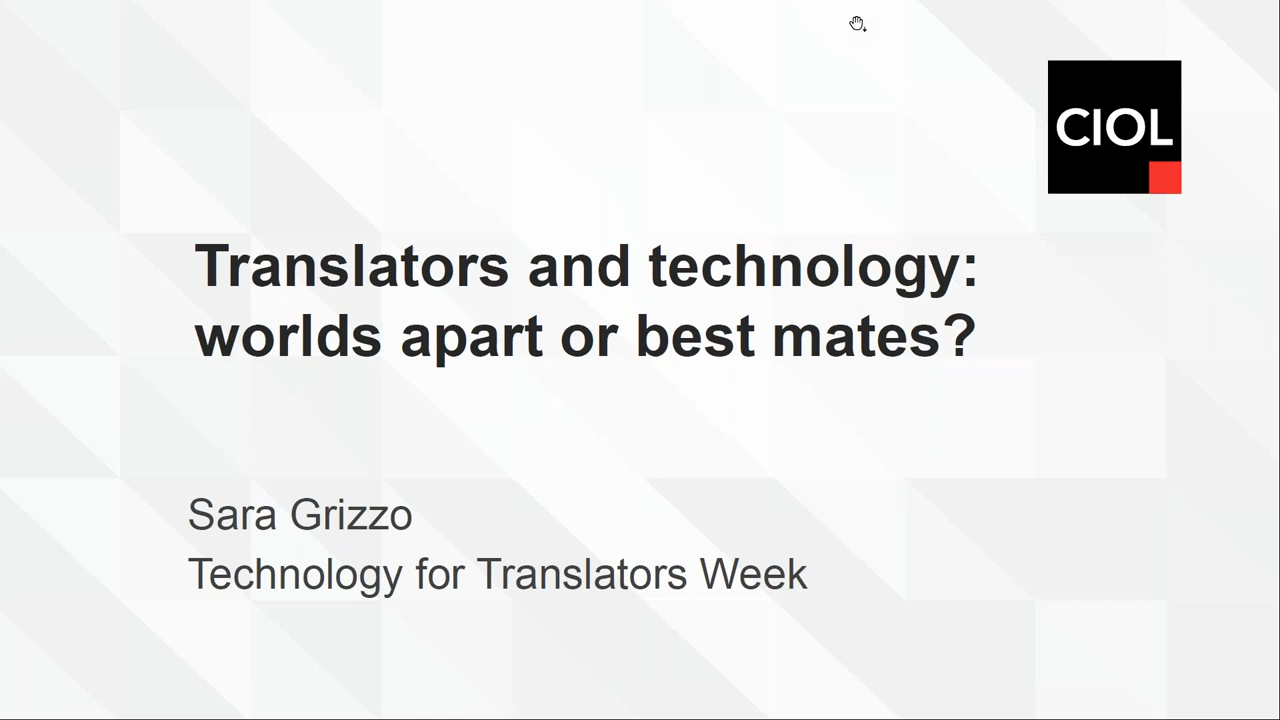 CIOL
Translators and technology:
worlds apart or best mates?
Sara Grizzo
Technology for Translators Week